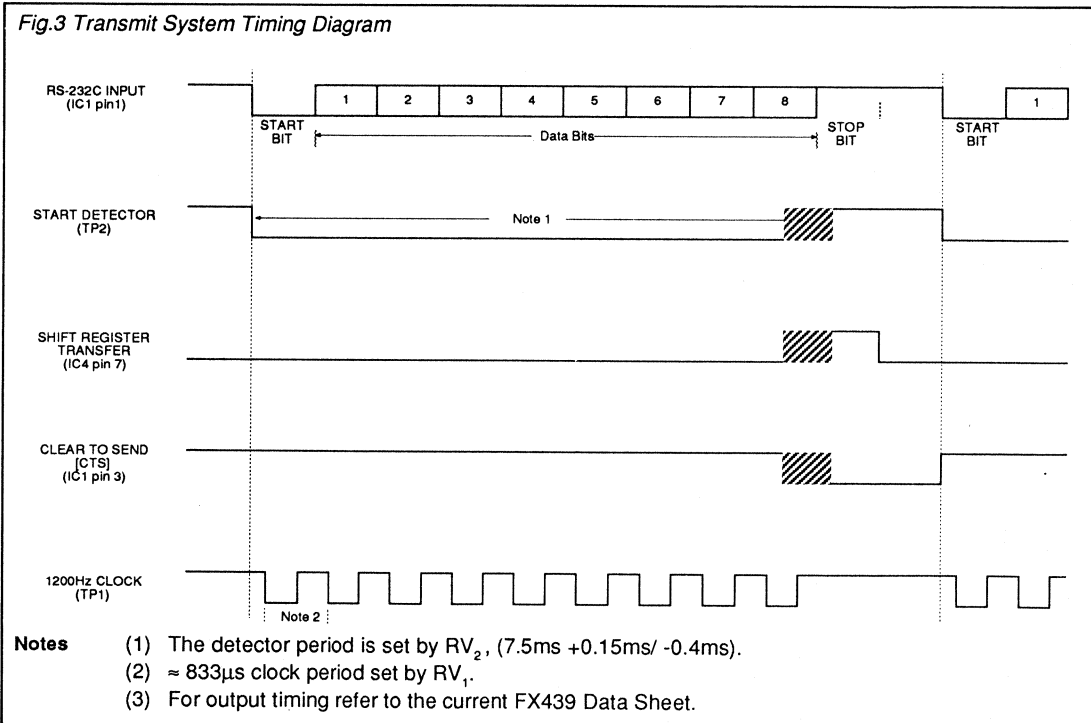 Fig.3 Transmit System Timing Diagram
RS-232C INPUT
(IC1 pin1)
1 2 3 4 5 6 7 8 1
START
BIT
Data Bits
STOP
BIT
START
BIT
START DETECTOR
(TP2)
Note 1
SHIFT REGISTER
TRANSFER
(IC4 pin 7)
CLEAR TO SEND
[CTS]
(IC1 pin 3)
1200Hz CLOCK
(TP1)
Note 2
Notes (1) The detector period is set by RV₂, (7.5ms +0.15ms/ -0.4ms).
(2) ≈ 833µs clock period set by RV₁.
(3) For output timing refer to the current FX439 Data Sheet.